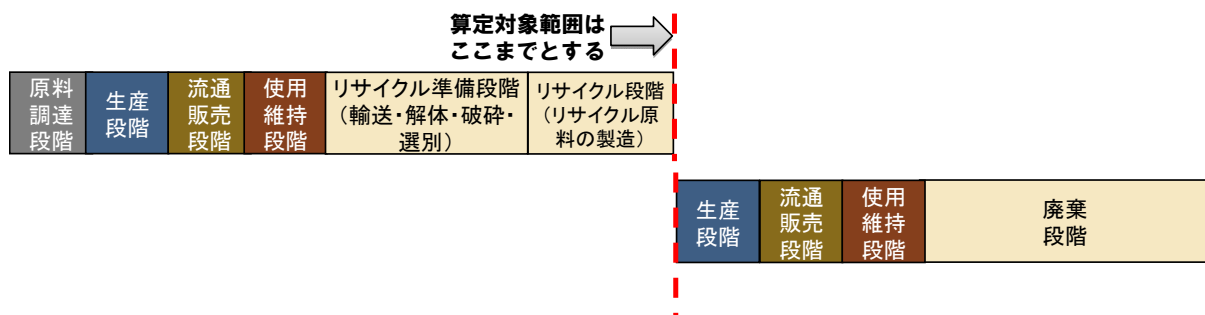 算定対象範囲は
ここまでとする
原料
調達
段階
生産
段階
流通
販売
段階
使用
維持
段階
リサイクル準備段階
（輸送・解体・破砕・
選別）
リサイクル段階
（リサイクル原
料の製造）
生産
段階
流通
販売
段階
使用
維持
段階
廃棄
段階